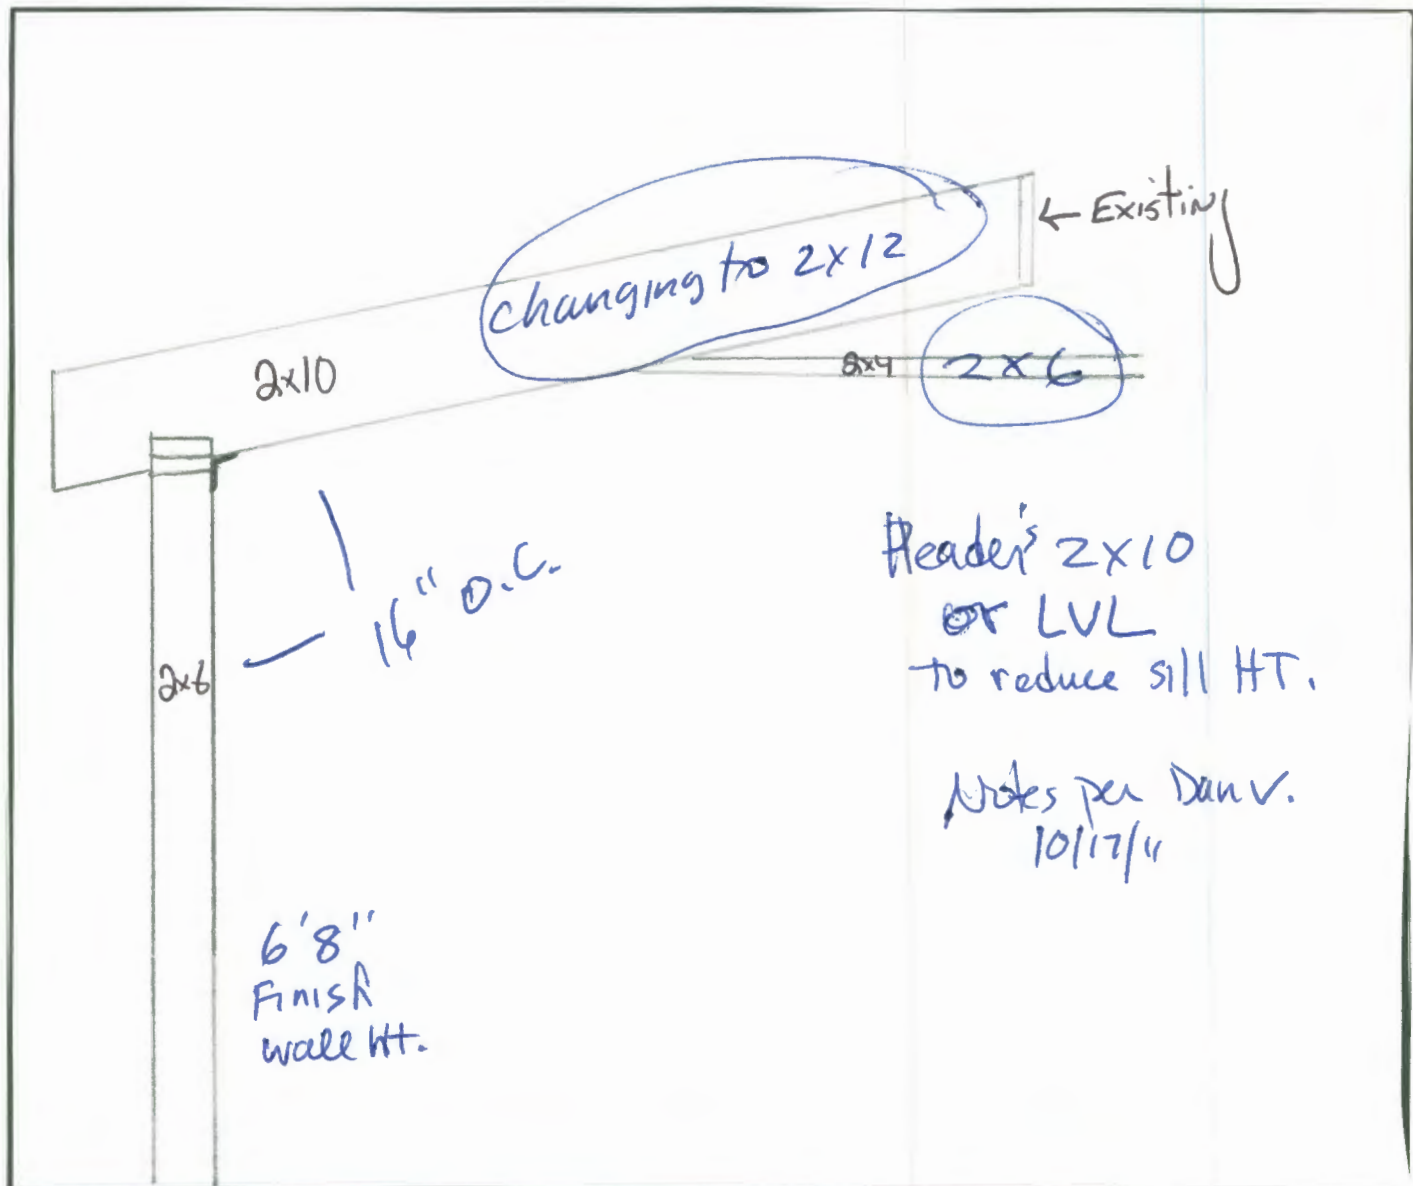 ← Existing
changing to 2x12
2x10
2x4
2x6
16" O.C.
2x6
Header's 2x10
or LVL
to reduce sill HT.
Notes per Dan V.
10/17/11
6'8"
Finish
wall Ht.